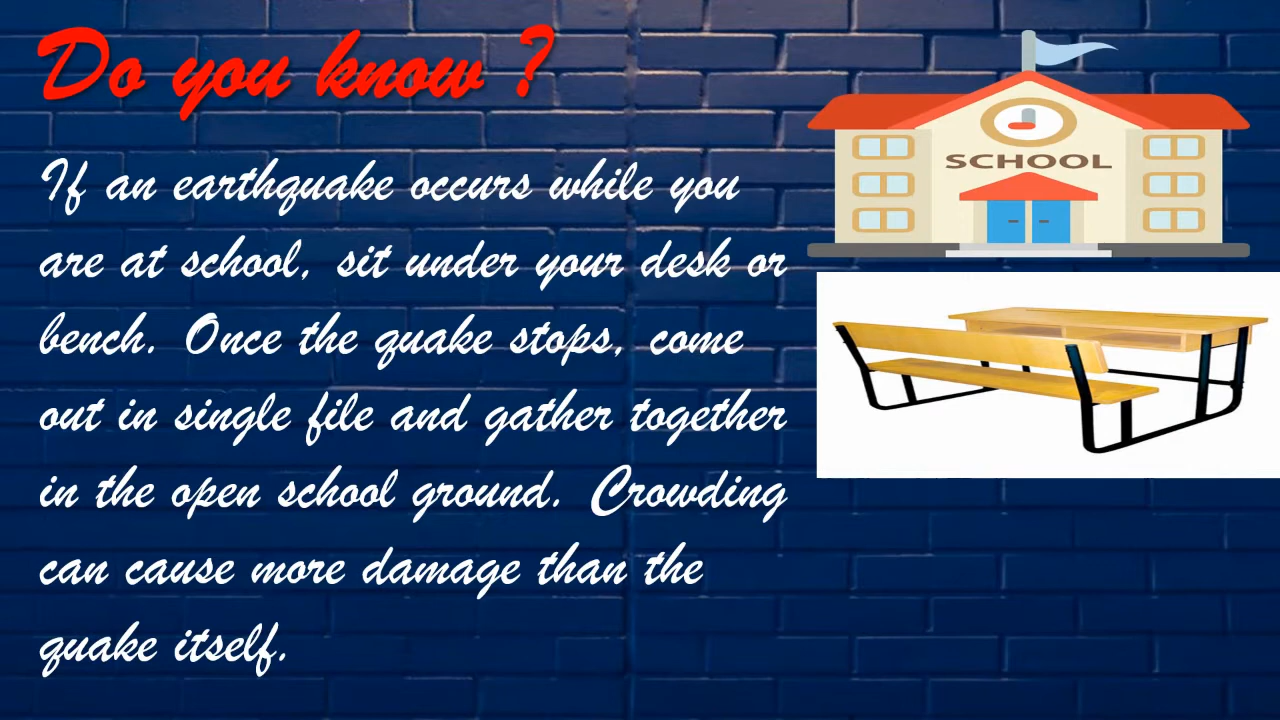 Do you know ?
If an earthquake occurs while you
are at school, sit under your desk or
bench. Once the quake stops, come
out in single file and gather together
in the open school ground. Crowding
can cause more damage than the
quake itself.
SCHOOL